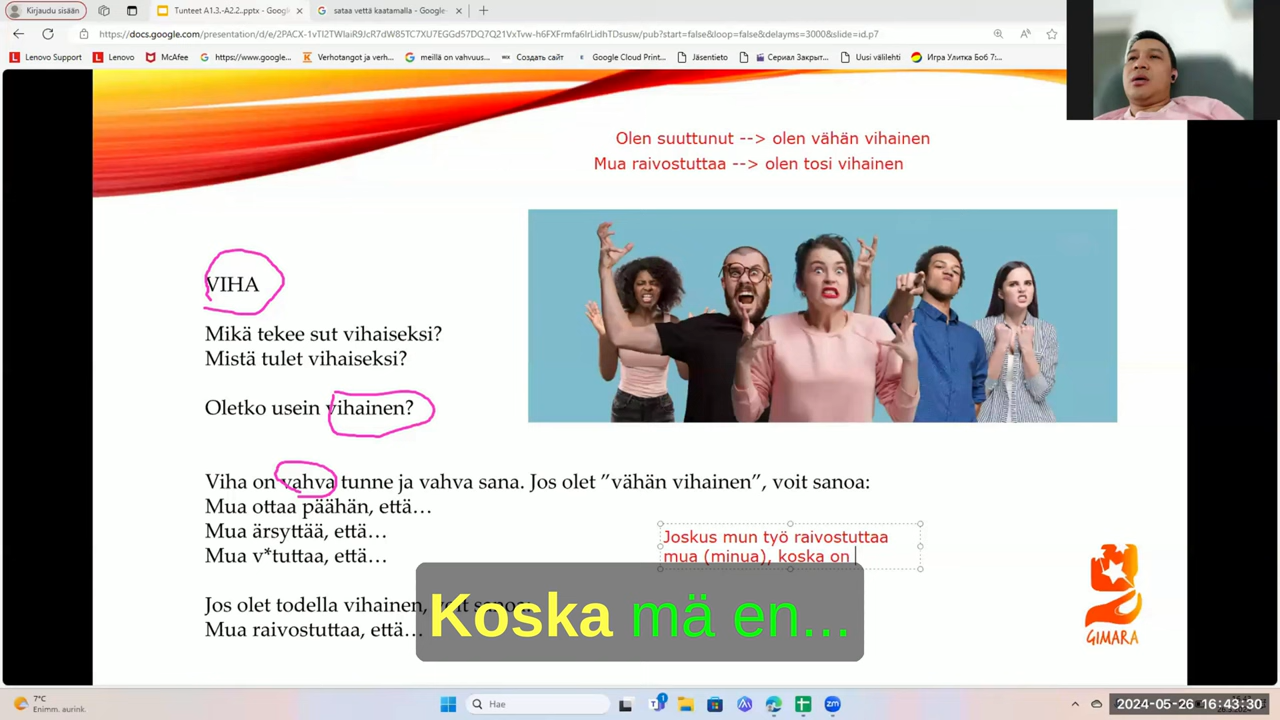 Kirjaudu sisään
Tunteet A1.3.-A2.2..pptx - Googl
sataa vettä kaatamalla - Google
https://docs.google.com/presentation/d/e/2PACX-1vTI2TWIaiR9JcR7dW85TC7XU7EGGd57DQ7Q21VxTvw-h6FXFrmfa6IrLidhTDsusw/pub?start=false&loop=false&delayms=3000&slide=id.p7
Lenovo Support
Lenovo
McAfee
https://www.google...
Verhotangot ja verh...
meillä on vahvuus...
Создать сайт
Google Cloud Print...
Jäsentieto
Сериал Закрыт...
Uusi välilehti
Игра Улитка Боб 7:...
Olen suuttunut --> olen vähän vihainen
Mua raivostuttaa --> olen tosi vihainen
VIHA
Mikä tekee sut vihaiseksi?
Mistä tulet vihaiseksi?
Oletko usein vihainen?
Viha on vahva tunne ja vahva sana. Jos olet ”vähän vihainen”, voit sanoa:
Mua ottaa päähän, että…
Mua ärsyttää, että…
Mua v*tuttaa, että…
Joskus mun työ raivostuttaa
mua (minua), koska on
Jos olet todella vihainen, voit sanoa:
Mua raivostuttaa, että…
Koska mä en...
GIMARA
7°C
Enimm. aurink.
Hae
2024-05-26 16:43:30